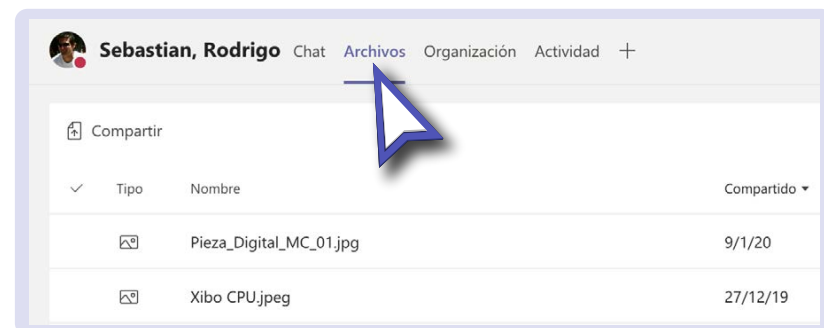 Sebastian, Rodrigo Chat Archivos Organización Actividad
Compartir
Tipo Nombre Compartido
Pieza_Digital_MC_01.jpg 9/1/20
Xibo CPU.jpeg 27/12/19